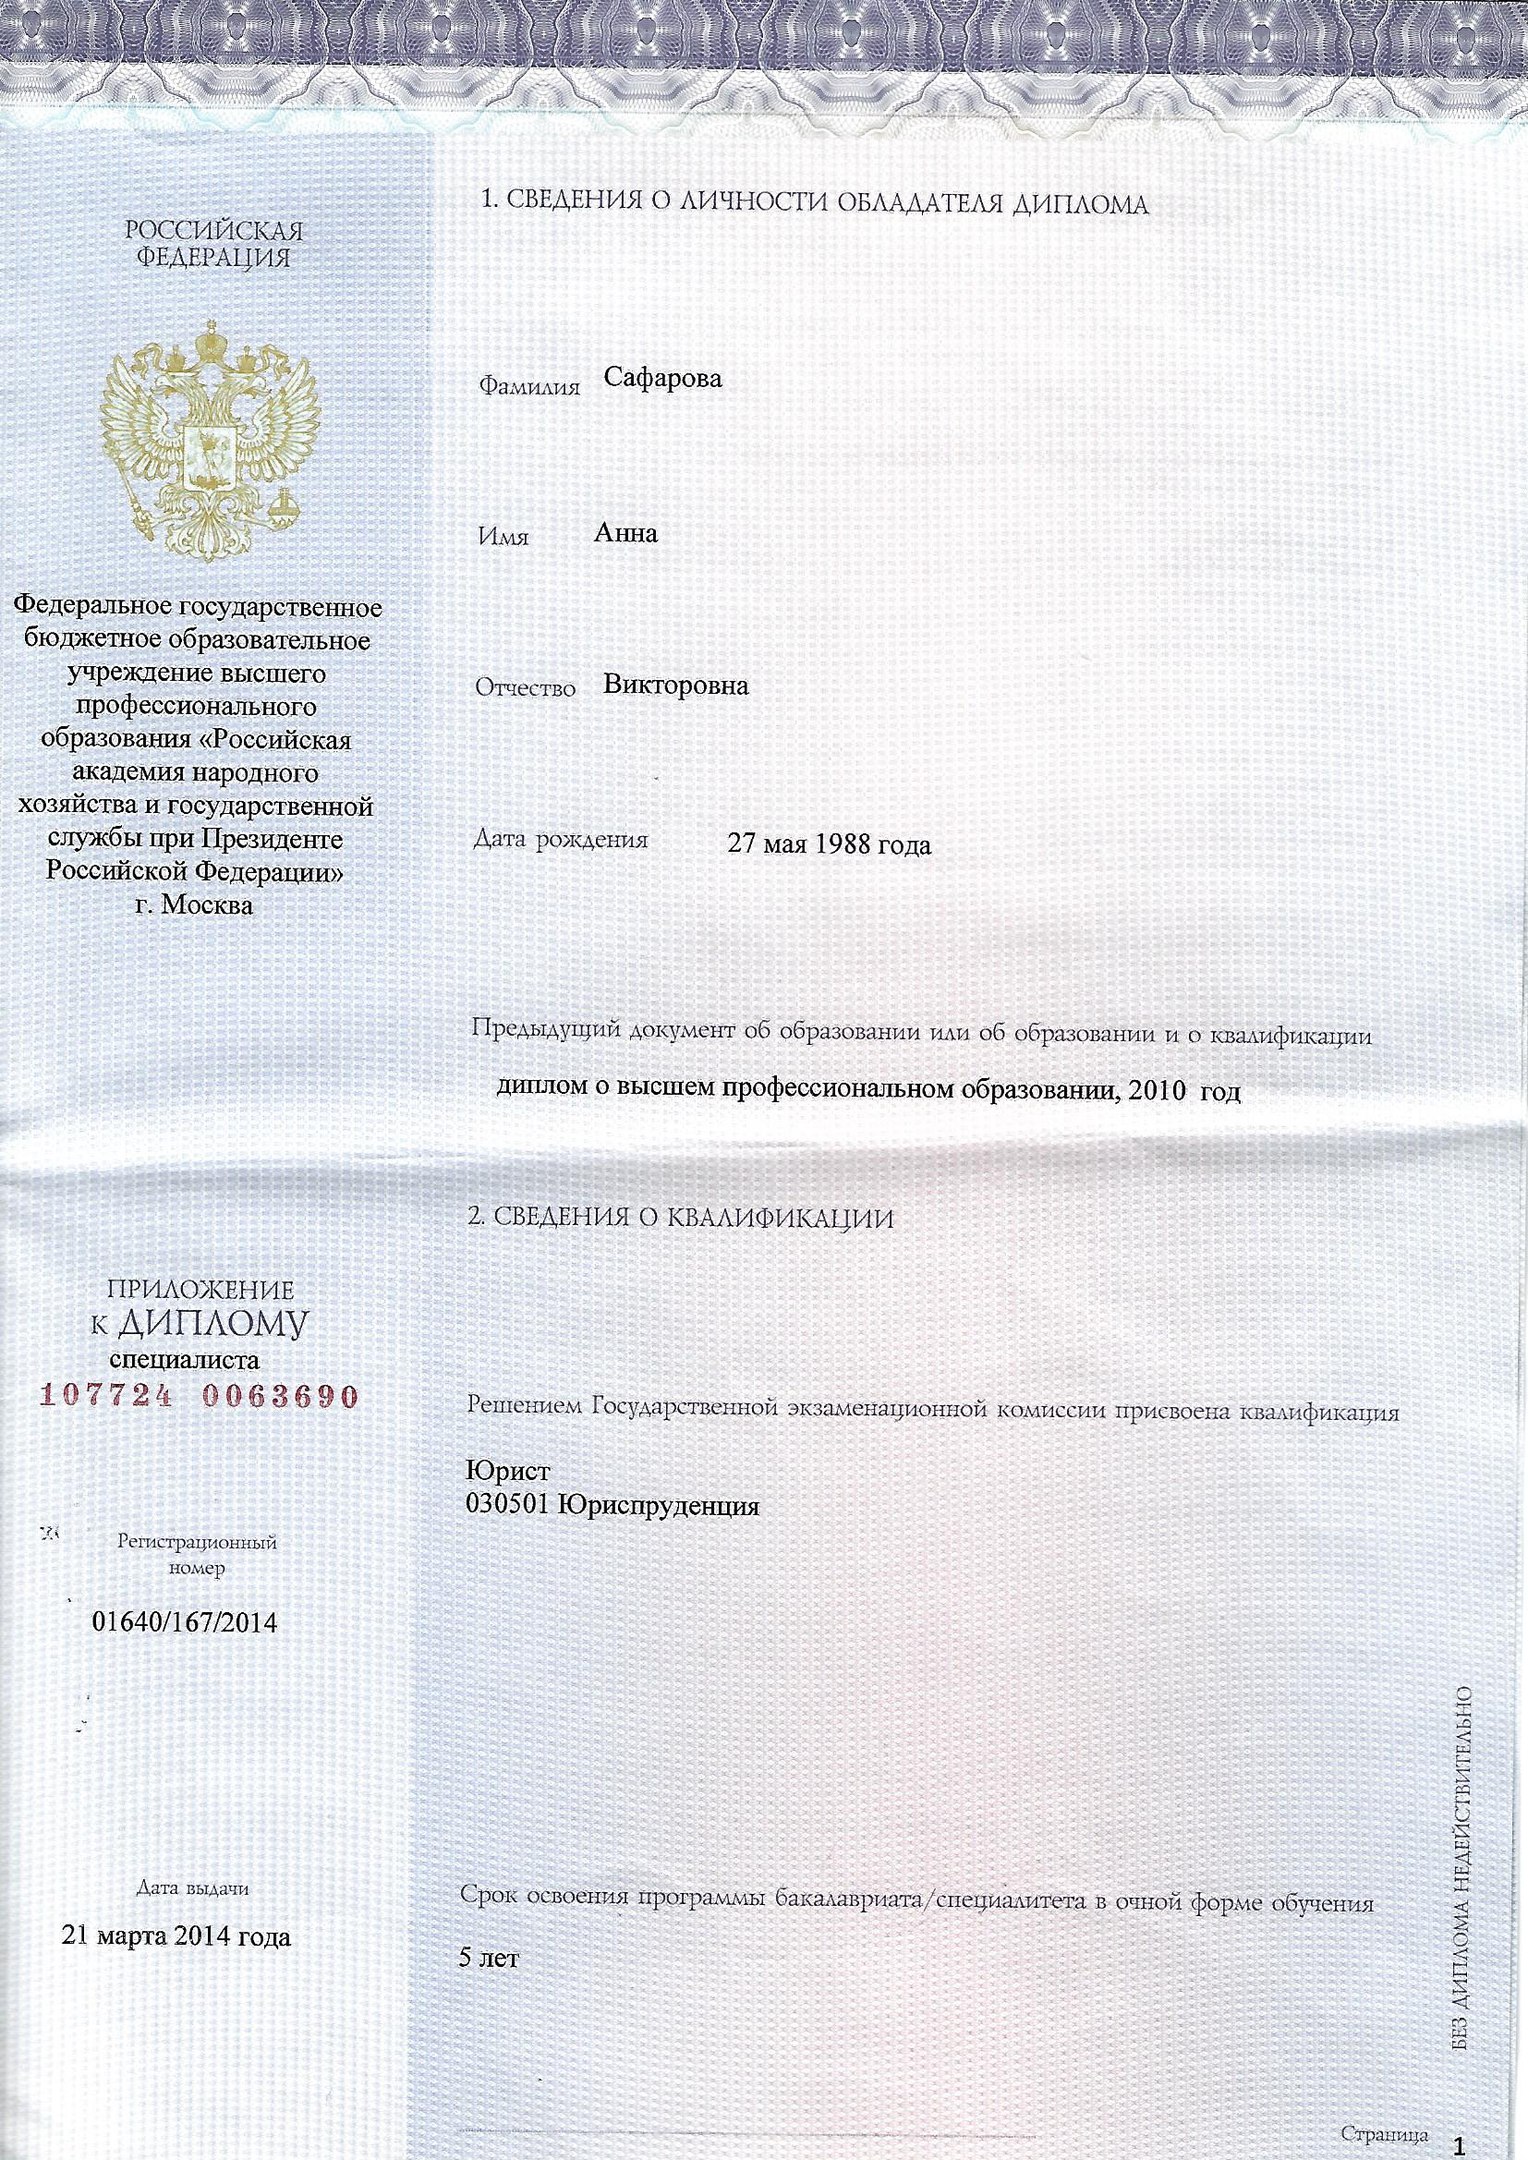 РОССИЙСКАЯ
ФЕДЕРАЦИЯ
Федеральное государственное
бюджетное образовательное
учреждение высшего
профессионального
образования «Российская
академия народного
хозяйства и государственной
службы при Президенте
Российской Федерации»
г. Москва
ПРИЛОЖЕНИЕ
к ДИПЛОМУ
специалиста
107724 0063690
Регистрационный
номер
01640/167/2014
Дата выдачи
21 марта 2014 года
1. СВЕДЕНИЯ О ЛИЧНОСТИ ОБЛАДАТЕЛЯ ДИПЛОМА
Фамилия Сафарова
Имя Анна
Отчество Викторовна
Дата рождения 27 мая 1988 года
Предыдущий документ об образовании или об образовании и о квалификации
диплом о высшем профессиональном образовании, 2010 год
2. СВЕДЕНИЯ О КВАЛИФИКАЦИИ
Решением Государственной экзаменационной комиссии присвоена квалификация
Юрист
030501 Юриспруденция
Срок освоения программы бакалавриата/специалитета в очной форме обучения
5 лет
БЕЗ ДИПЛОМА НЕДЕЙСТВИТЕЛЬНО
Страница 1